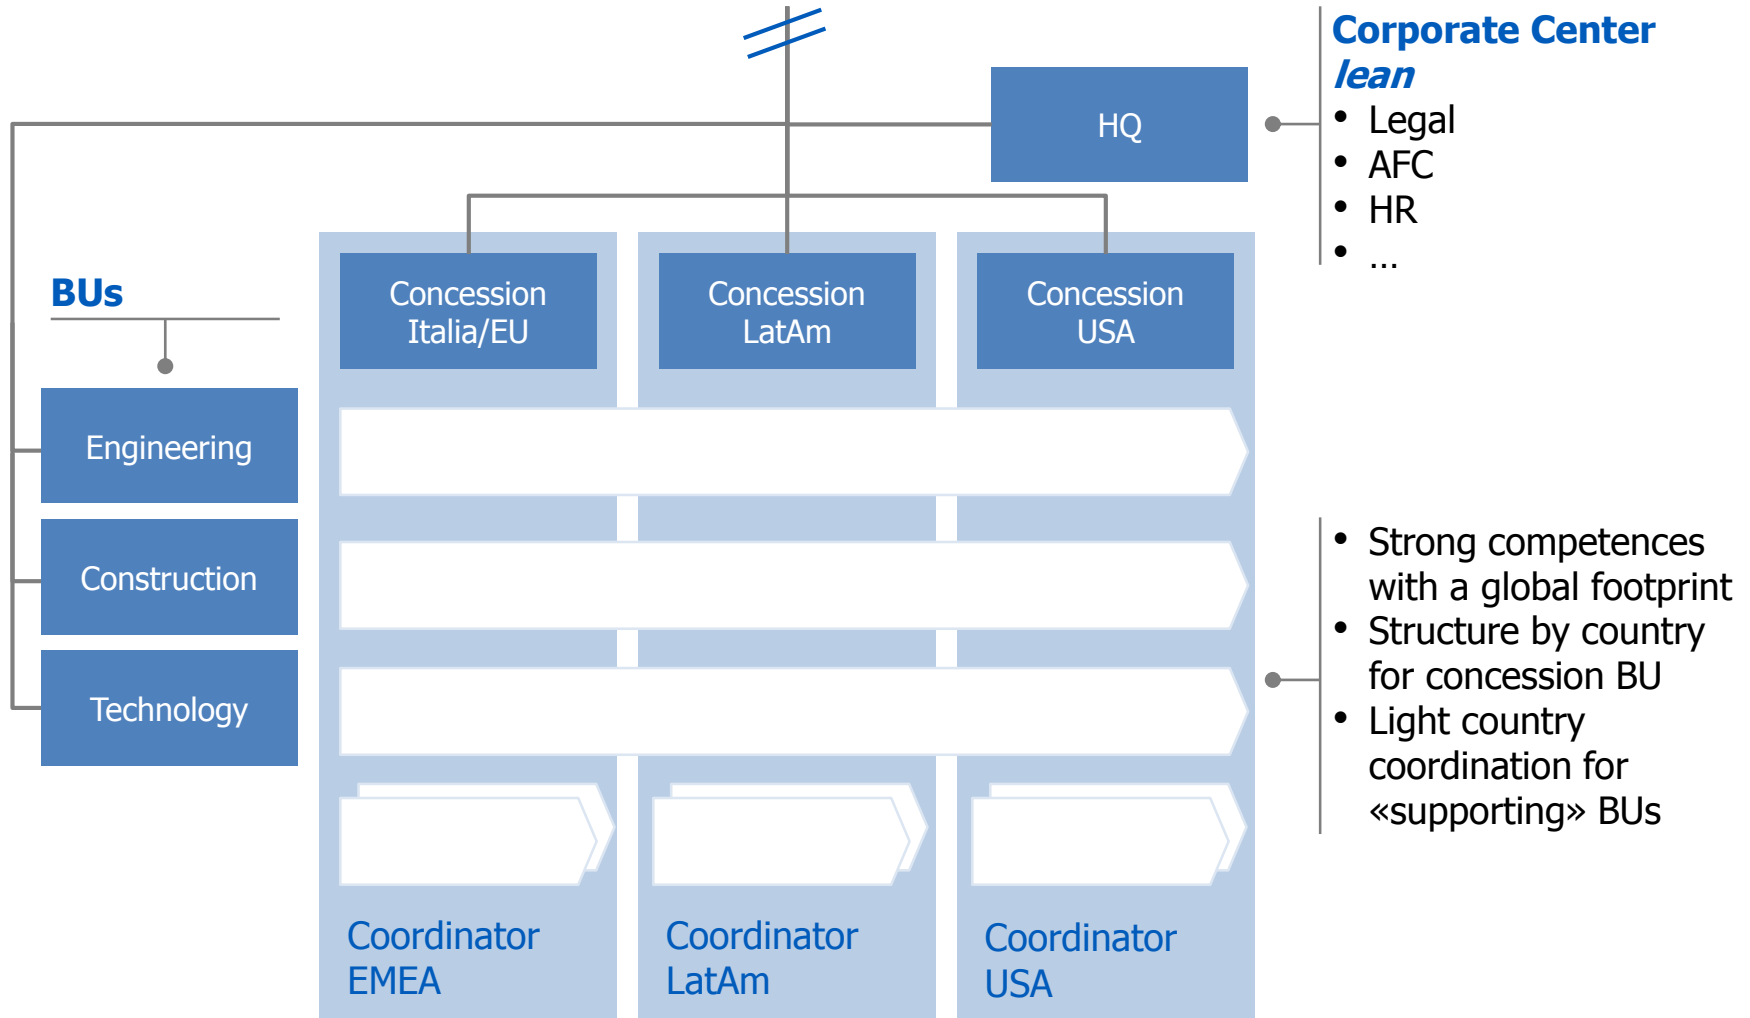 Corporate Center
lean
• Legal
• AFC
• HR
• …
HQ
BUs
Concession
Italia/EU
Concession
LatAm
Concession
USA
Engineering
Construction
Technology
• Strong competences
with a global footprint
• Structure by country
for concession BU
• Light country
coordination for
«supporting» BUs
Coordinator
EMEA
Coordinator
LatAm
Coordinator
USA